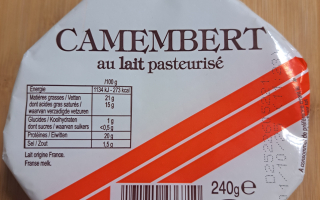 CAMEMBERT
au lait pasteurisé
/100 g
Energie 1134 kJ - 273 kcal
Matières grasses / Vetten 21 g
dont acides gras saturés / 15 g
waarvan verzadigde vetzuren
Glucides / Koolhydraten 1 g
dont sucres / waarvan suikers <0,5 g
Protéines / Eiwitten 20 g
Sel / Zout 1,5 g
Lait origine France.
Franse melk.
240g e